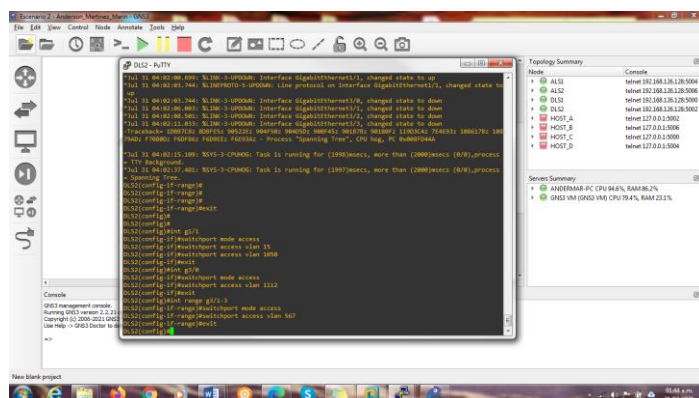 Escenario 2 - Anderson_Martinez_Marin - GNS3
File Edit View Control Node Annotate Tools Help
DLS2 - PuTTY
*Jul 31 04:02:00.699: %LINK-3-UPDOWN: Interface GigabitEthernet1/1, changed state to up
*Jul 31 04:02:03.744: %LINEPROTO-5-UPDOWN: Line protocol on Interface GigabitEthernet1/1, changed state to
up
*Jul 31 04:02:03.744: %LINK-3-UPDOWN: Interface GigabitEthernet3/0, changed state to down
*Jul 31 04:02:06.003: %LINK-3-UPDOWN: Interface GigabitEthernet3/1, changed state to down
*Jul 31 04:02:08.501: %LINK-3-UPDOWN: Interface GigabitEthernet3/2, changed state to down
*Jul 31 04:02:11.033: %LINK-3-UPDOWN: Interface GigabitEthernet3/3, changed state to down
- Process "Spanning Tree", CPU hog, PC
*Jul 31 04:02:15.109: %SYS-3-CPUHOG: Task is running for (1998)msecs, more than (2000)msecs (0/0),process
= TTY Background.
*Jul 31 04:02:37.481: %SYS-3-CPUHOG: Task is running for (1997)msecs, more than (2000)msecs (0/0),process
= Spanning Tree.
DLS2(config-if-range)#
DLS2(config-if-range)#
DLS2(config-if-range)#
DLS2(config-if-range)#exit
DLS2(config)#
DLS2(config)#
DLS2(config)#int g1/1
DLS2(config-if)#switchport mode access
DLS2(config-if)#switchport access vlan 15
DLS2(config-if)#switchport access vlan 1050
DLS2(config-if)#exit
DLS2(config)#int g3/0
DLS2(config-if)#switchport mode access
DLS2(config-if)#switchport access vlan 1112
DLS2(config-if)#exit
DLS2(config)#int range g3/1-3
DLS2(config-if-range)#switchport mode access
DLS2(config-if-range)#switchport access vlan 567
DLS2(config-if-range)#exit
DLS2(config)#
Topology Summary
Node Console
ALS1 telnet 192.168.126.128:5004
ALS2 telnet 192.168.126.128:5006
DLS1 telnet 192.168.126.128:5000
DLS2 telnet 192.168.126.128:5002
HOST_A telnet 127.0.0.1:5002
HOST_B telnet 127.0.0.1:5006
HOST_C telnet 127.0.0.1:5000
HOST_D telnet 127.0.0.1:5004
Servers Summary
ANDERMAR-PC CPU 94.6%, RAM 86.2%
GNS3 VM (GNS3 VM) CPU 79.4%, RAM 23.1%
Console
GNS3 management console.
Running GNS3 version 2.2.21
Copyright (c) 2006-2021 GNS3
Use Help -> GNS3 Doctor to de
=>
New blank project
01:44 a.m.